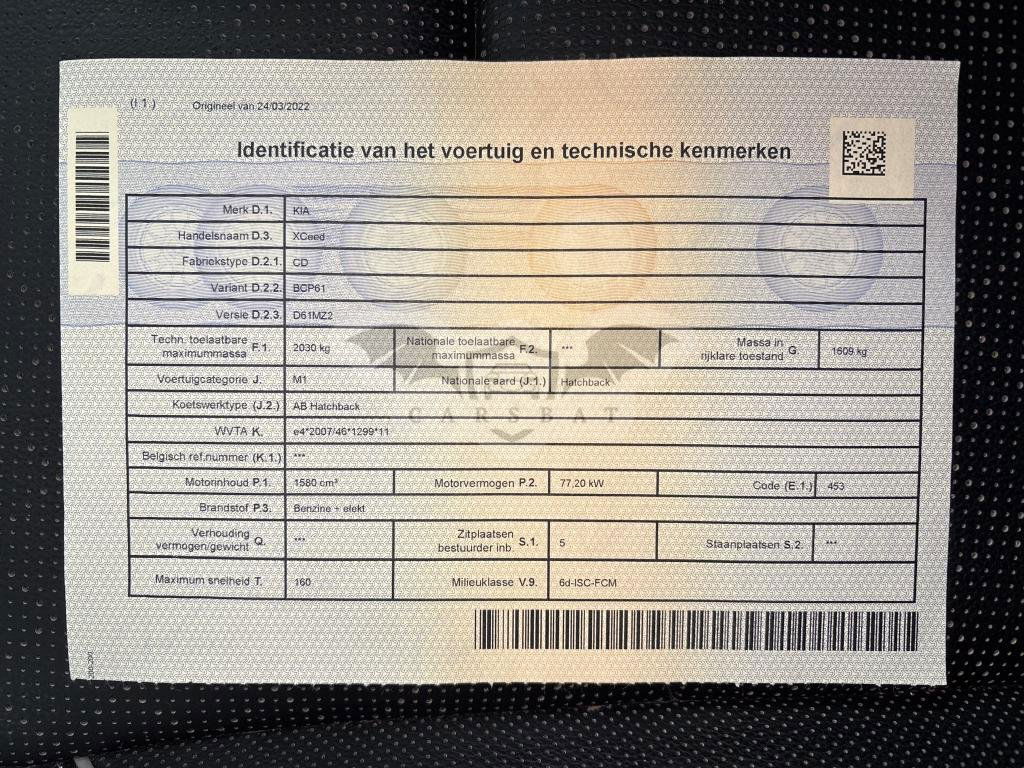 (I 1.) Origineel van 24/03/2022
Identificatie van het voertuig en technische kenmerken
Merk D.1. KIA
Handelsnaam D.3. XCeed
Fabriekstype D.2.1. CD
Variant D.2.2. BCP61
Versie D.2.3. D61MZ2
Techn. toelaatbare maximummassa F.1. 2030 kg Nationale toelaatbare maximummassa F.2. *** Massa in rijklare toestand G. 1609 kg
Voertuigcategorie J. M1 Nationale aard (J.1.) Hatchback
Koetswerktype (J.2.) AB Hatchback
CARSBAT
WVTA K. e4*2007/46*1299*11
Belgisch ref.nummer (K.1.) ***
Motorinhoud P.1. 1580 cm³ Motorvermogen P.2. 77,20 kW Code (E.1.) 453
Brandstof P.3. Benzine + elekt
Verhouding vermogen/gewicht Q. *** Zitplaatsen bestuurder inb. S.1. 5 Staanplaatsen S.2. ***
Maximum snelheid T. 160 Milieuklasse V.9. 6d-ISC-FCM